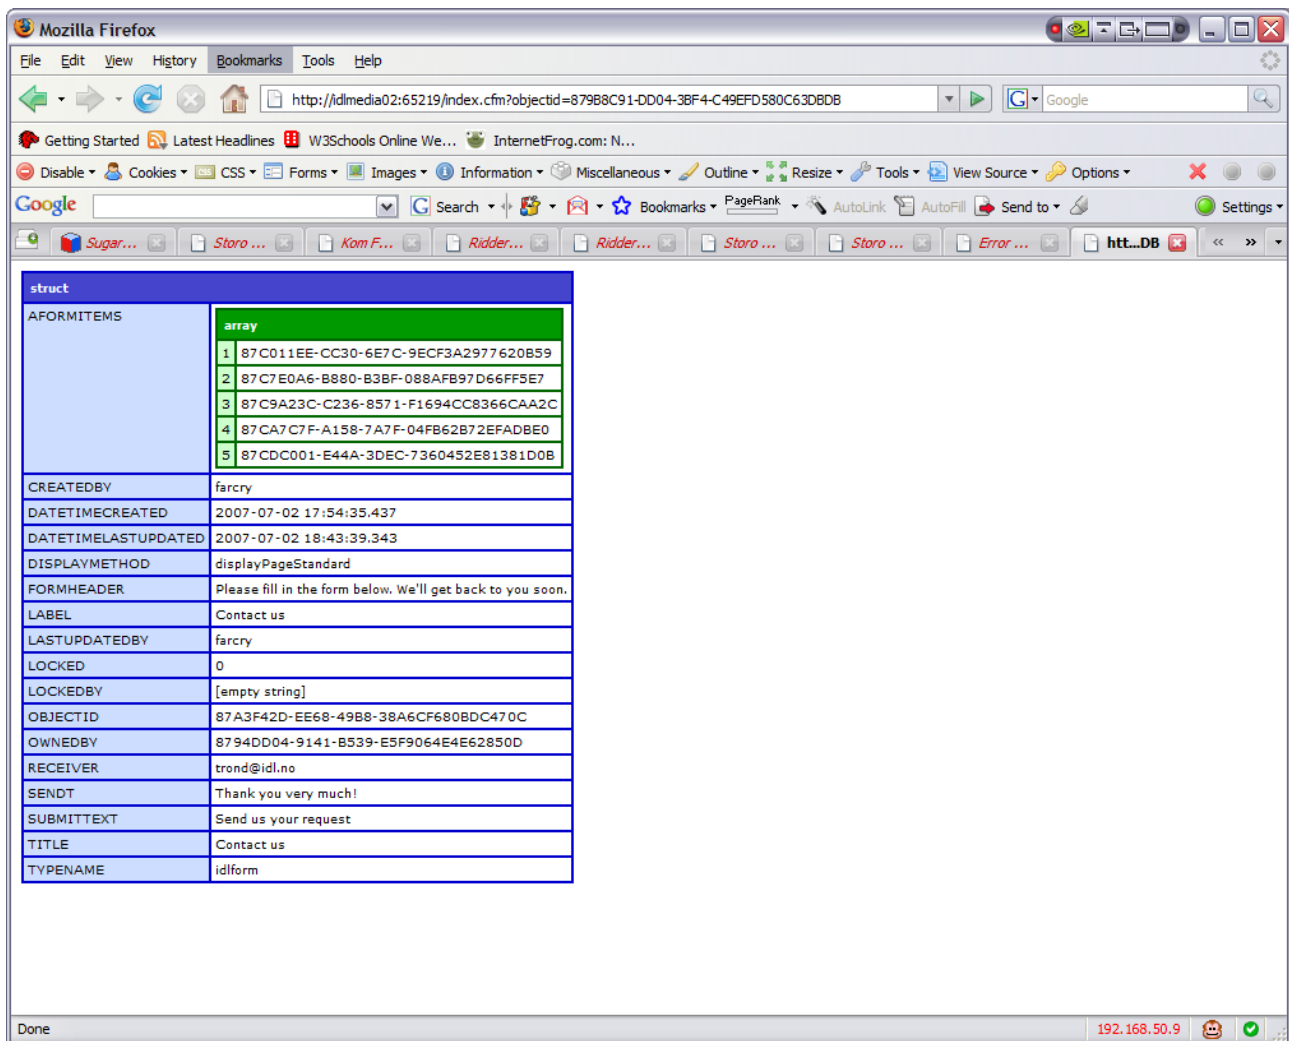 Mozilla Firefox
File Edit View History Bookmarks Tools Help
http://idlmedia02:65219/index.cfm?objectid=879B8C91-DD04-3BF4-C49EFD580C63DBDB G Google
Getting Started Latest Headlines W3Schools Online We... InternetFrog.com: N...
Disable Cookies CSS Forms Images Information Miscellaneous Outline Resize Tools View Source Options
Google G Search Bookmarks PageRank AutoLink AutoFill Send to Settings
Sugar... Storo ... Kom F... Ridder... Ridder... Storo ... Storo ... Error ... htt...DB
struct
AFORMITEMS
array
1 87C011EE-CC30-6E7C-9ECF3A2977620B59
2 87C7E0A6-B880-B3BF-088AFB97D66FF5E7
3 87C9A23C-C236-8571-F1694CC8366CAA2C
4 87CA7C7F-A158-7A7F-04FB62B72EFADBE0
5 87CDC001-E44A-3DEC-7360452E81381D0B
CREATEDBY farcry
DATETIMECREATED 2007-07-02 17:54:35.437
DATETIMELASTUPDATED 2007-07-02 18:43:39.343
DISPLAYMETHOD displayPageStandard
FORMHEADER Please fill in the form below. We'll get back to you soon.
LABEL Contact us
LASTUPDATEDBY farcry
LOCKED 0
LOCKEDBY [empty string]
OBJECTID 87A3F42D-EE68-49B8-38A6CF680BDC470C
OWNEDBY 8794DD04-9141-B539-E5F9064E4E62850D
RECEIVER trond@idl.no
SENDT Thank you very much!
SUBMITTEXT Send us your request
TITLE Contact us
TYPENAME idlform
Done 192.168.50.9